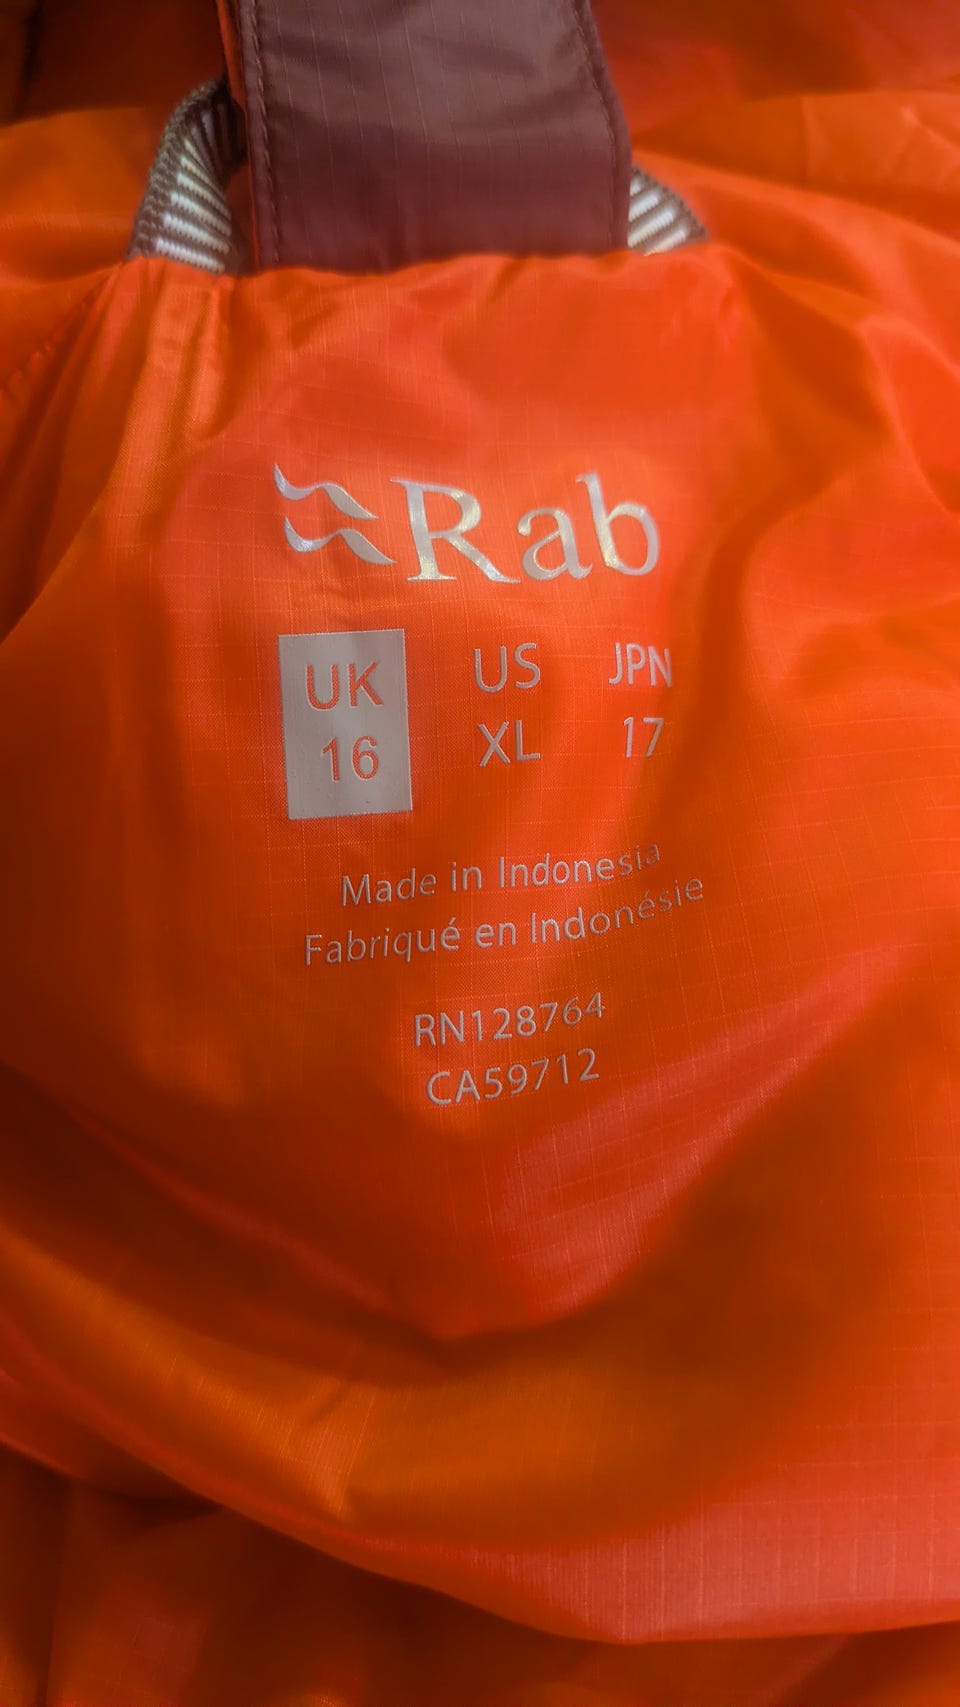 Rab
UK US JPN
16 XL 17
Made in Indonesia
Fabriqué en Indonésie
RN128764
CA59712